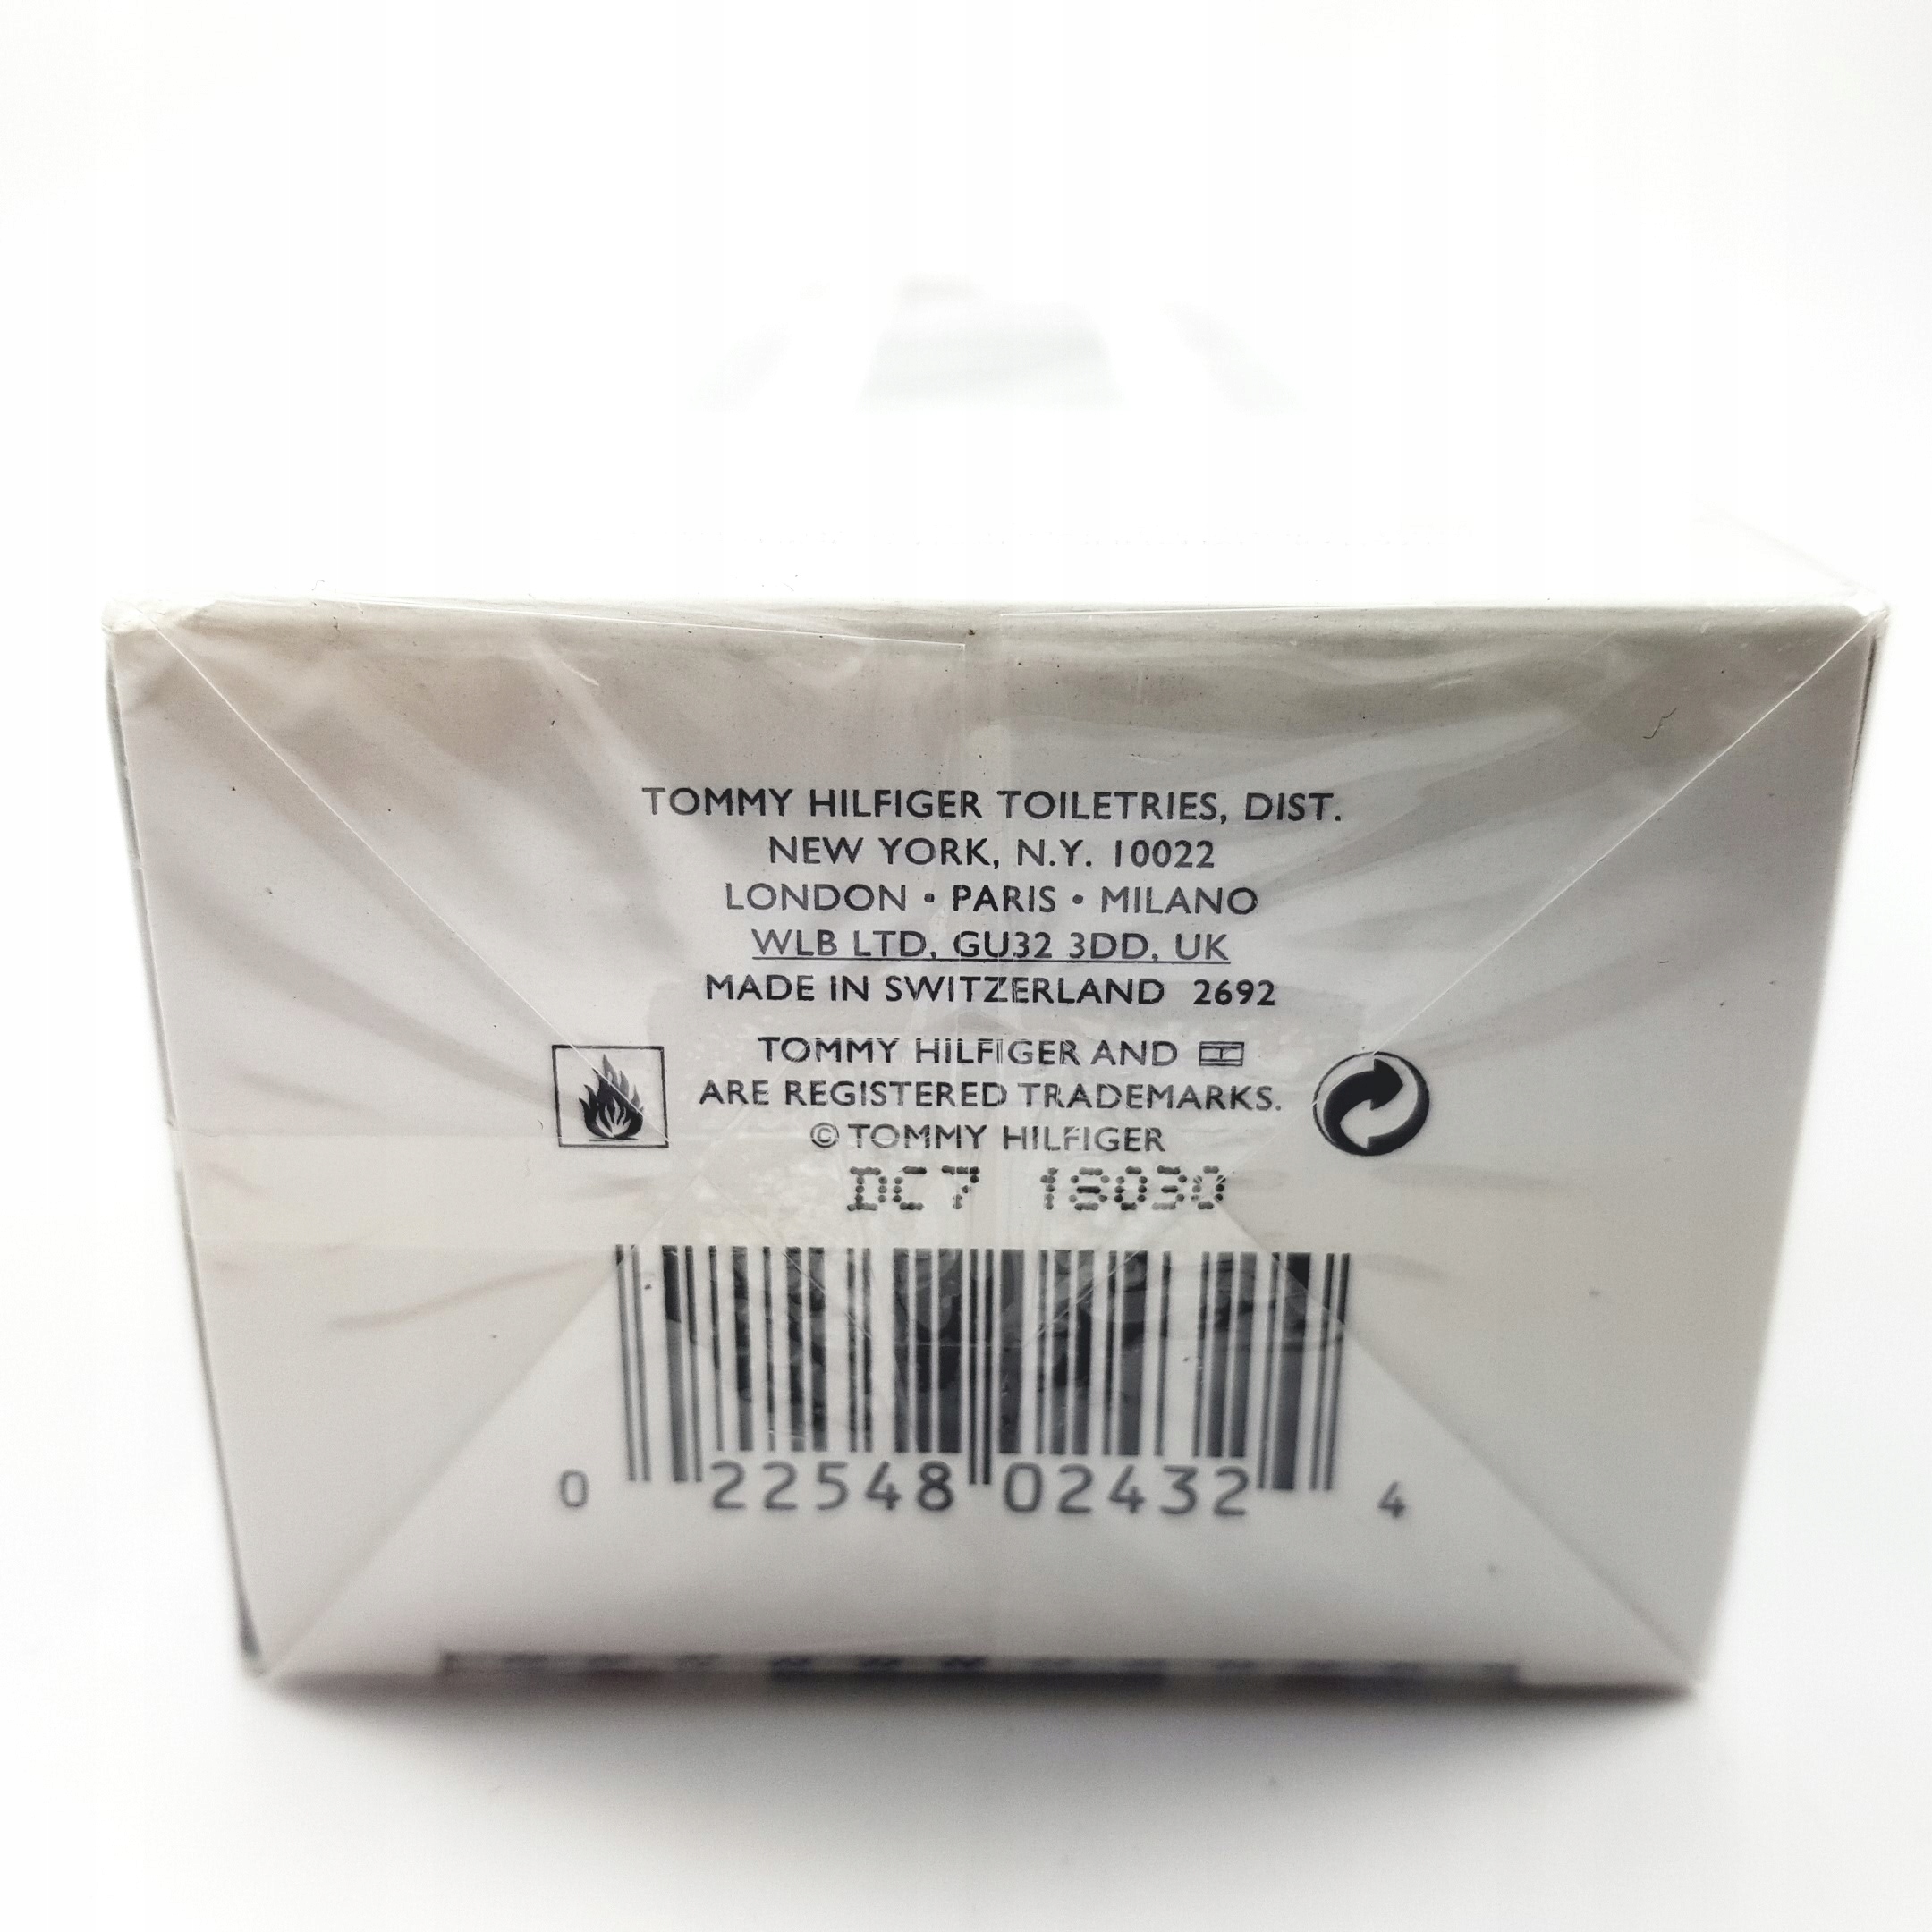 TOMMY HILFIGER TOILETRIES, DIST.
NEW YORK, N.Y. 10022
LONDON • PARIS • MILANO
WLB LTD, GU32 3DD, UK
MADE IN SWITZERLAND 2692
TOMMY HILFIGER AND
ARE REGISTERED TRADEMARKS.
© TOMMY HILFIGER
DC7 18030
0 22548 02432 4